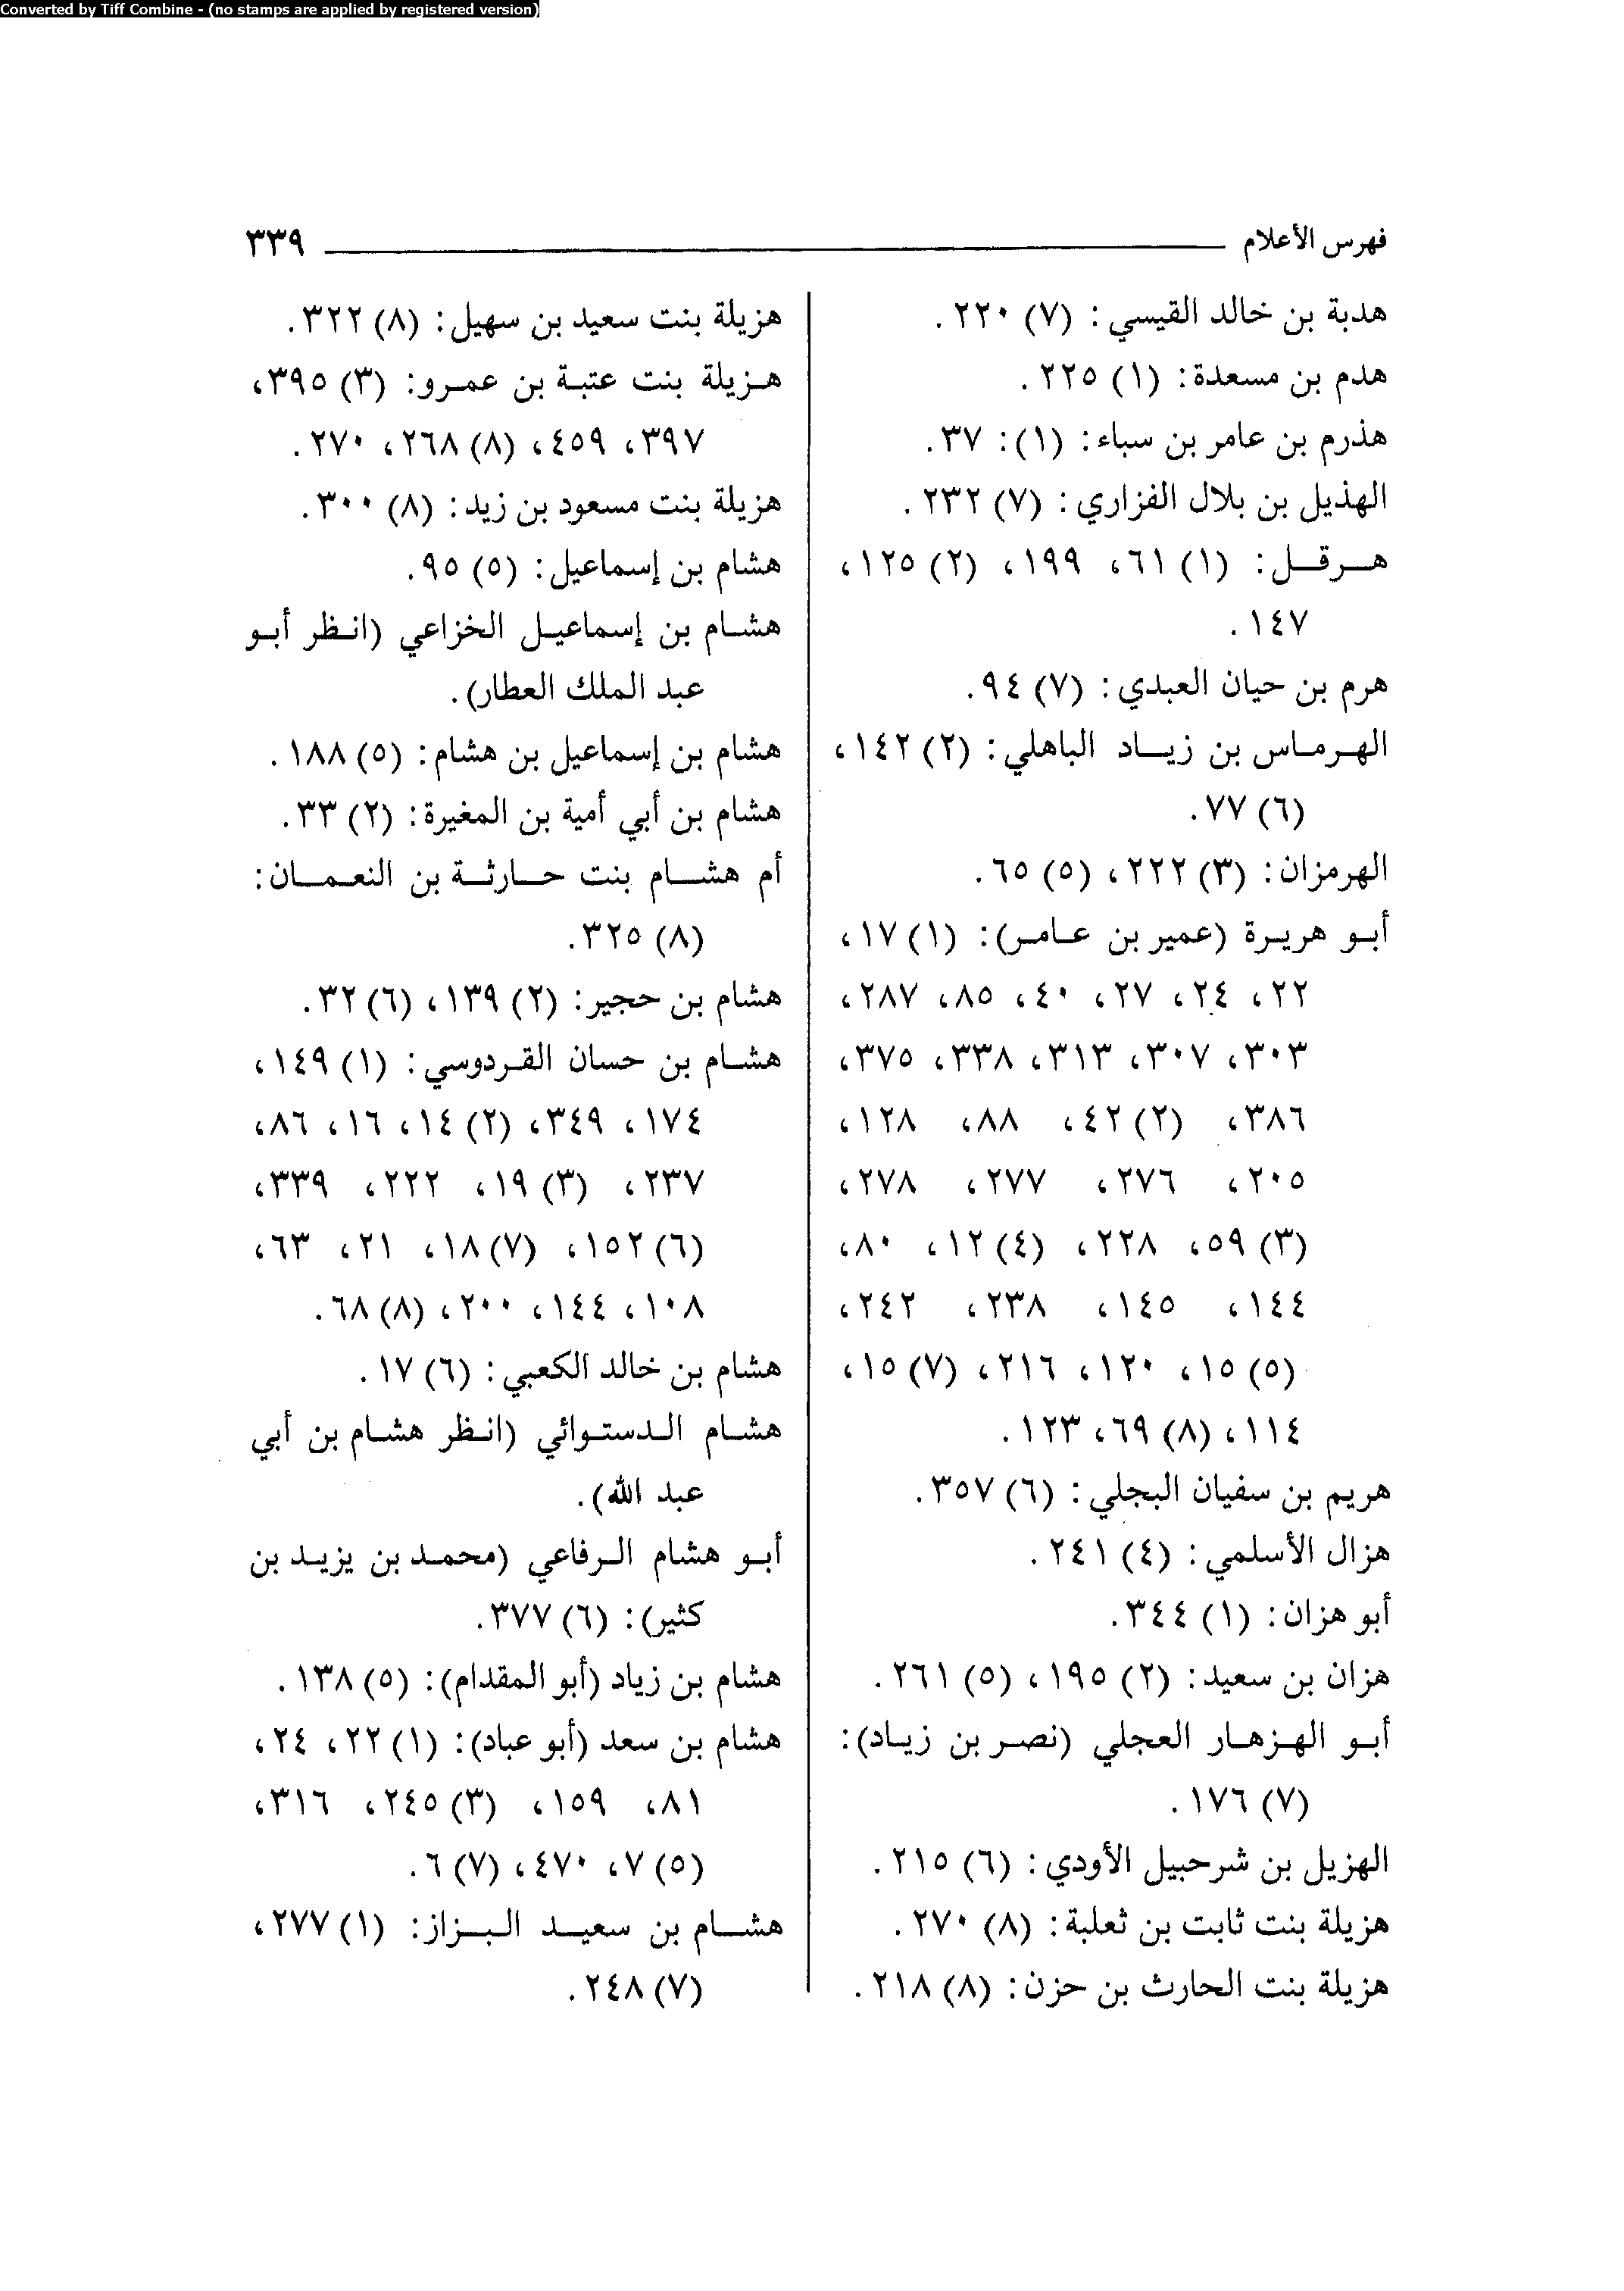 Converted by Tiff Combine - (no stamps are applied by registered version)
فهرس الأعلام ٣٣٩
هدبة بن خالد القيسي: (٧) ٢٢٠.
هدم بن مسعدة: (١) ٢٢٥.
هذرم بن عامر بن سباء: (١): ٣٧.
الهذيل بن بلال الفزاري: (٧) ٢٣٢.
هرقل: (١) ٦١، ١٩٩، (٢) ١٢٥،
١٤٧.
هرم بن حيان العبدي: (٧) ٩٤.
الهرماس بن زياد الباهلي: (٢) ١٤٢،
(٦) ٧٧.
الهرمزان: (٣) ٢٢٢، (٥) ٦٥.
أبو هريرة (عمير بن عامر): (١) ١٧،
٢٢، ٢٤، ٢٧، ٤٠، ٨٥، ٢٨٧،
٣٠٣، ٣٠٧، ٣١٣، ٣٣٨، ٣٧٥،
٣٨٦، (٢) ٤٢، ٨٨، ١٢٨،
٢٠٥، ٢٧٦، ٢٧٧، ٢٧٨،
(٣) ٥٩، ٢٢٨، (٤) ١٢، ٨٠،
١٤٤، ١٤٥، ٢٣٨، ٢٤٢،
(٥) ١٥، ١٢٠، ٢١٦، (٧) ١٥،
١١٤، (٨) ٦٩، ١٢٣.
هريم بن سفيان البجلي: (٦) ٣٥٧.
هزال الأسلمي: (٤) ٢٤١.
أبو هزان: (١) ٣٤٤.
هزان بن سعيد: (٢) ١٩٥، (٥) ٢٦١.
أبو الهزهار العجلي (نصر بن زياد):
(٧) ١٧٦.
الهزيل بن شرحبيل الأودي: (٦) ٢١٥.
هزيلة بنت ثابت بن ثعلبة: (٨) ٢٧٠.
هزيلة بنت الحارث بن حزن: (٨) ٢١٨.
هزيلة بنت سعيد بن سهيل: (٨) ٣٢٢.
هزيلة بنت عتبة بن عمرو: (٣) ٣٩٥،
٣٩٧، ٤٥٩، (٨) ٢٦٨، ٢٧٠.
هزيلة بنت مسعود بن زيد: (٨) ٣٠٠.
هشام بن إسماعيل: (٥) ٩٥.
هشام بن إسماعيل الخزاعي (انظر أبو
عبد الملك العطار).
هشام بن إسماعيل بن هشام: (٥) ١٨٨.
هشام بن أبي أمية بن المغيرة: (٢) ٣٣.
أم هشام بنت حارثة بن النعمان:
(٨) ٣٢٥.
هشام بن حجير: (٢) ١٣٩، (٦) ٣٢.
هشام بن حسان القردوسي: (١) ١٤٩،
١٧٤، ٣٤٩، (٢) ١٤، ١٦، ٨٦،
٢٣٧، (٣) ١٩، ٢٢٢، ٣٣٩،
(٦) ١٥٢، (٧) ١٨، ٢١، ٦٣،
١٠٨، ١٤٤، ٢٠٠، (٨) ٦٨.
هشام بن خالد الكعبي: (٦) ١٧.
هشام الدستوائي (انظر هشام بن أبي
عبد الله).
أبو هشام الرفاعي (محمد بن يزيد بن
كثير): (٦) ٣٧٧.
هشام بن زياد (أبو المقدام): (٥) ١٣٨.
هشام بن سعد (أبو عباد): (١) ٢٢، ٢٤،
٨١، ١٥٩، (٣) ٢٤٥، ٣١٦،
(٥) ٧، ٤٧٠، (٧) ٦.
هشام بن سعيد البزاز: (١) ٢٧٧،
(٧) ٢٤٨.